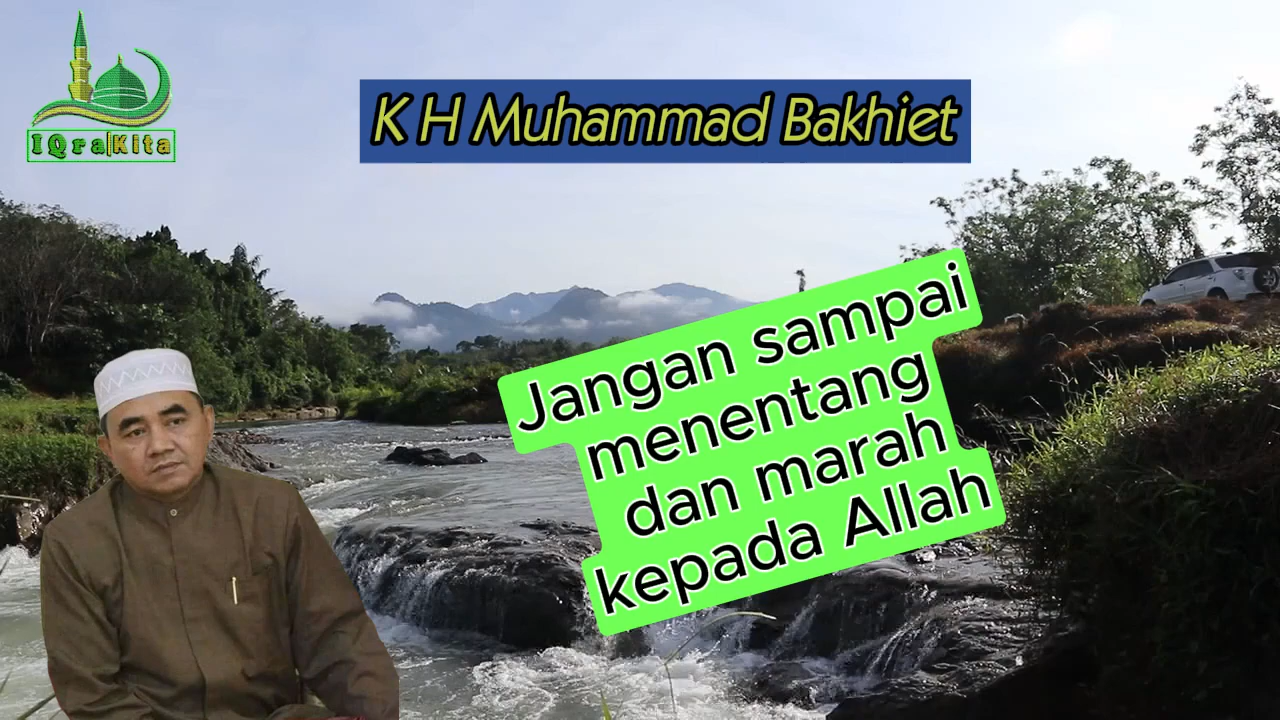 IQra Kita
K H Muhammad Bakhiet
Jangan sampai
menentang
dan marah
kepada Allah